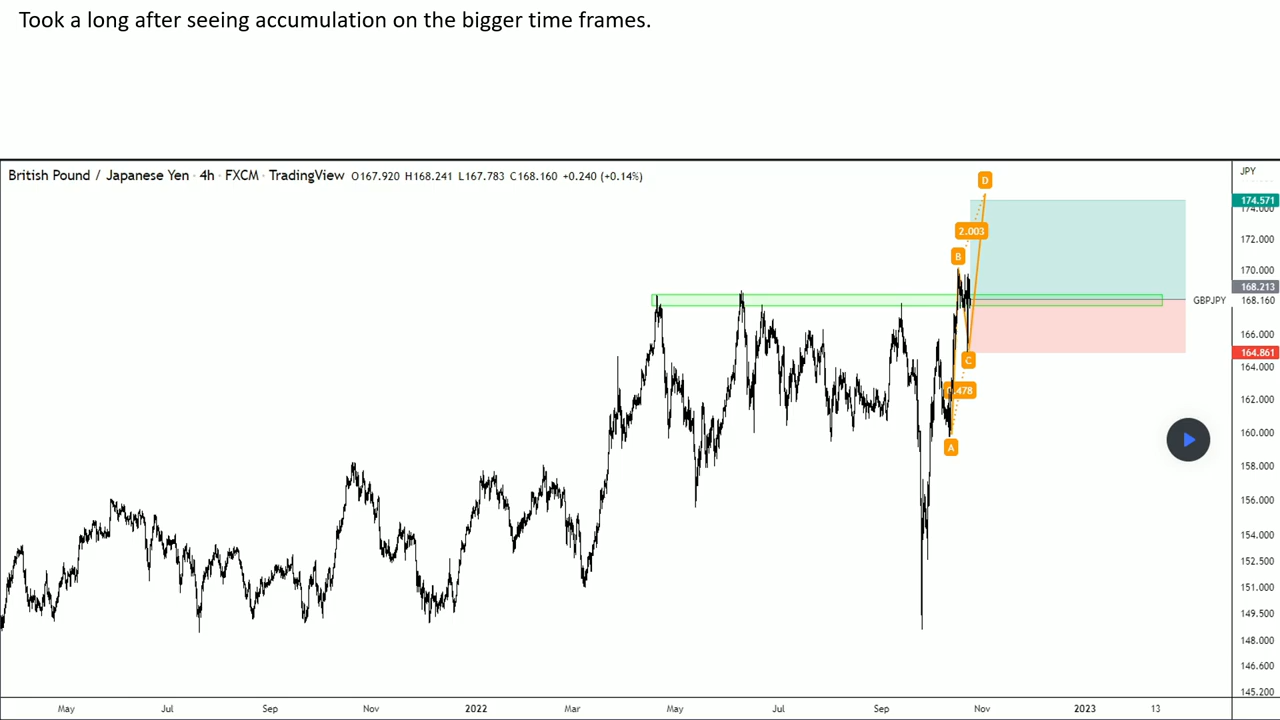 Took a long after seeing accumulation on the bigger time frames.
British Pound / Japanese Yen · 4h · FXCM · TradingView O167.920 H168.241 L167.783 C168.160 +0.240 (+0.14%)
JPY
D
174.571
174.000
2.003
172.000
B
170.000
168.213
GBPJPY 168.160
166.000
164.861
C
164.000
.478
162.000
160.000
A
158.000
156.000
154.000
152.500
151.000
149.500
148.000
146.600
145.200
May Jul Sep Nov 2022 Mar May Jul Sep Nov 2023 13